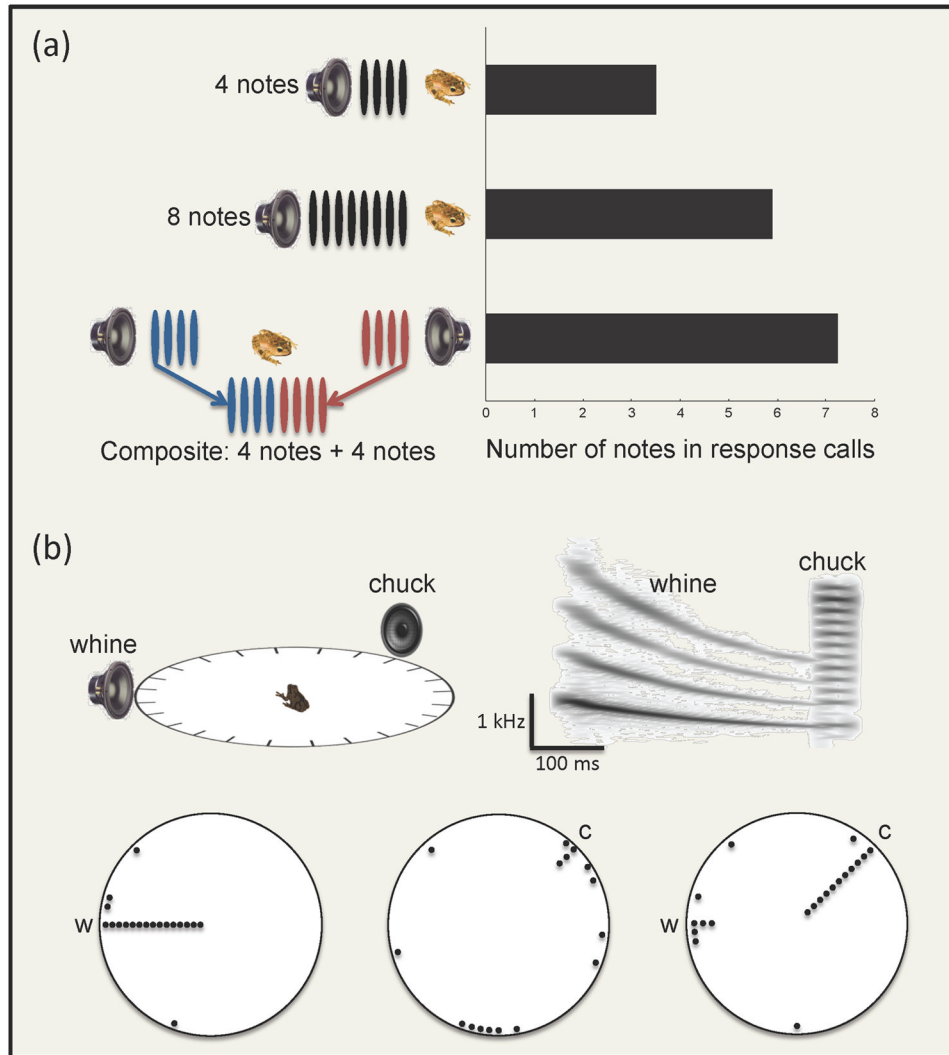 (a)
4 notes
8 notes
Composite: 4 notes + 4 notes
0 1 2 3 4 5 6 7 8
Number of notes in response calls
(b)
whine
chuck
whine
chuck
1 kHz
100 ms
w
c
w
c